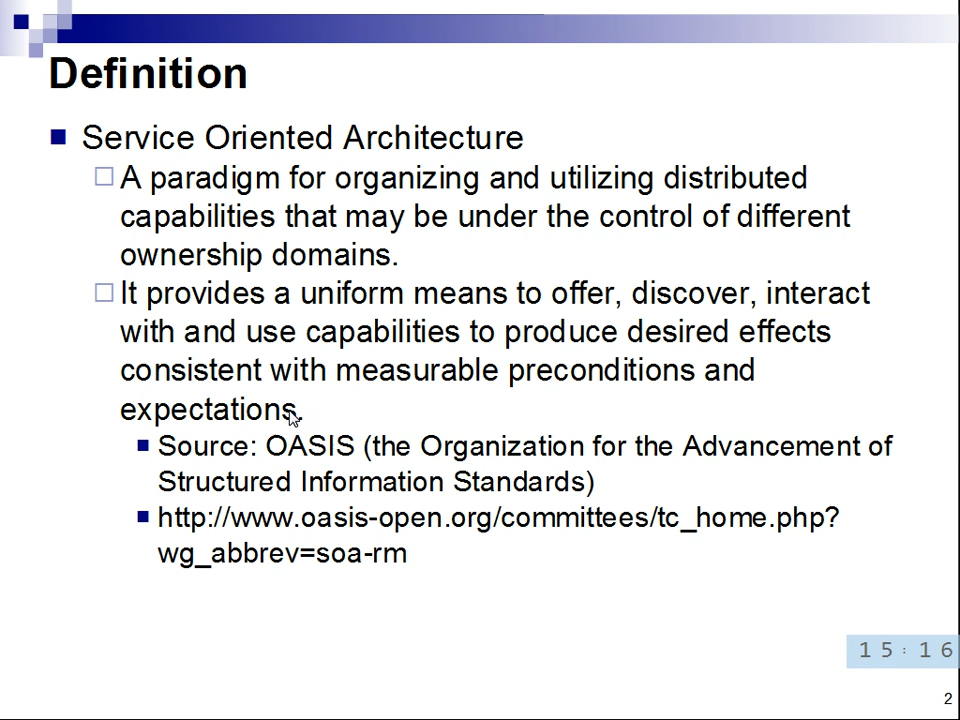 Definition
Service Oriented Architecture
A paradigm for organizing and utilizing distributed
capabilities that may be under the control of different
ownership domains.
It provides a uniform means to offer, discover, interact
with and use capabilities to produce desired effects
consistent with measurable preconditions and
expectations.
Source: OASIS (the Organization for the Advancement of
Structured Information Standards)
http://www.oasis-open.org/committees/tc_home.php?
wg_abbrev=soa-rm
15:16
2